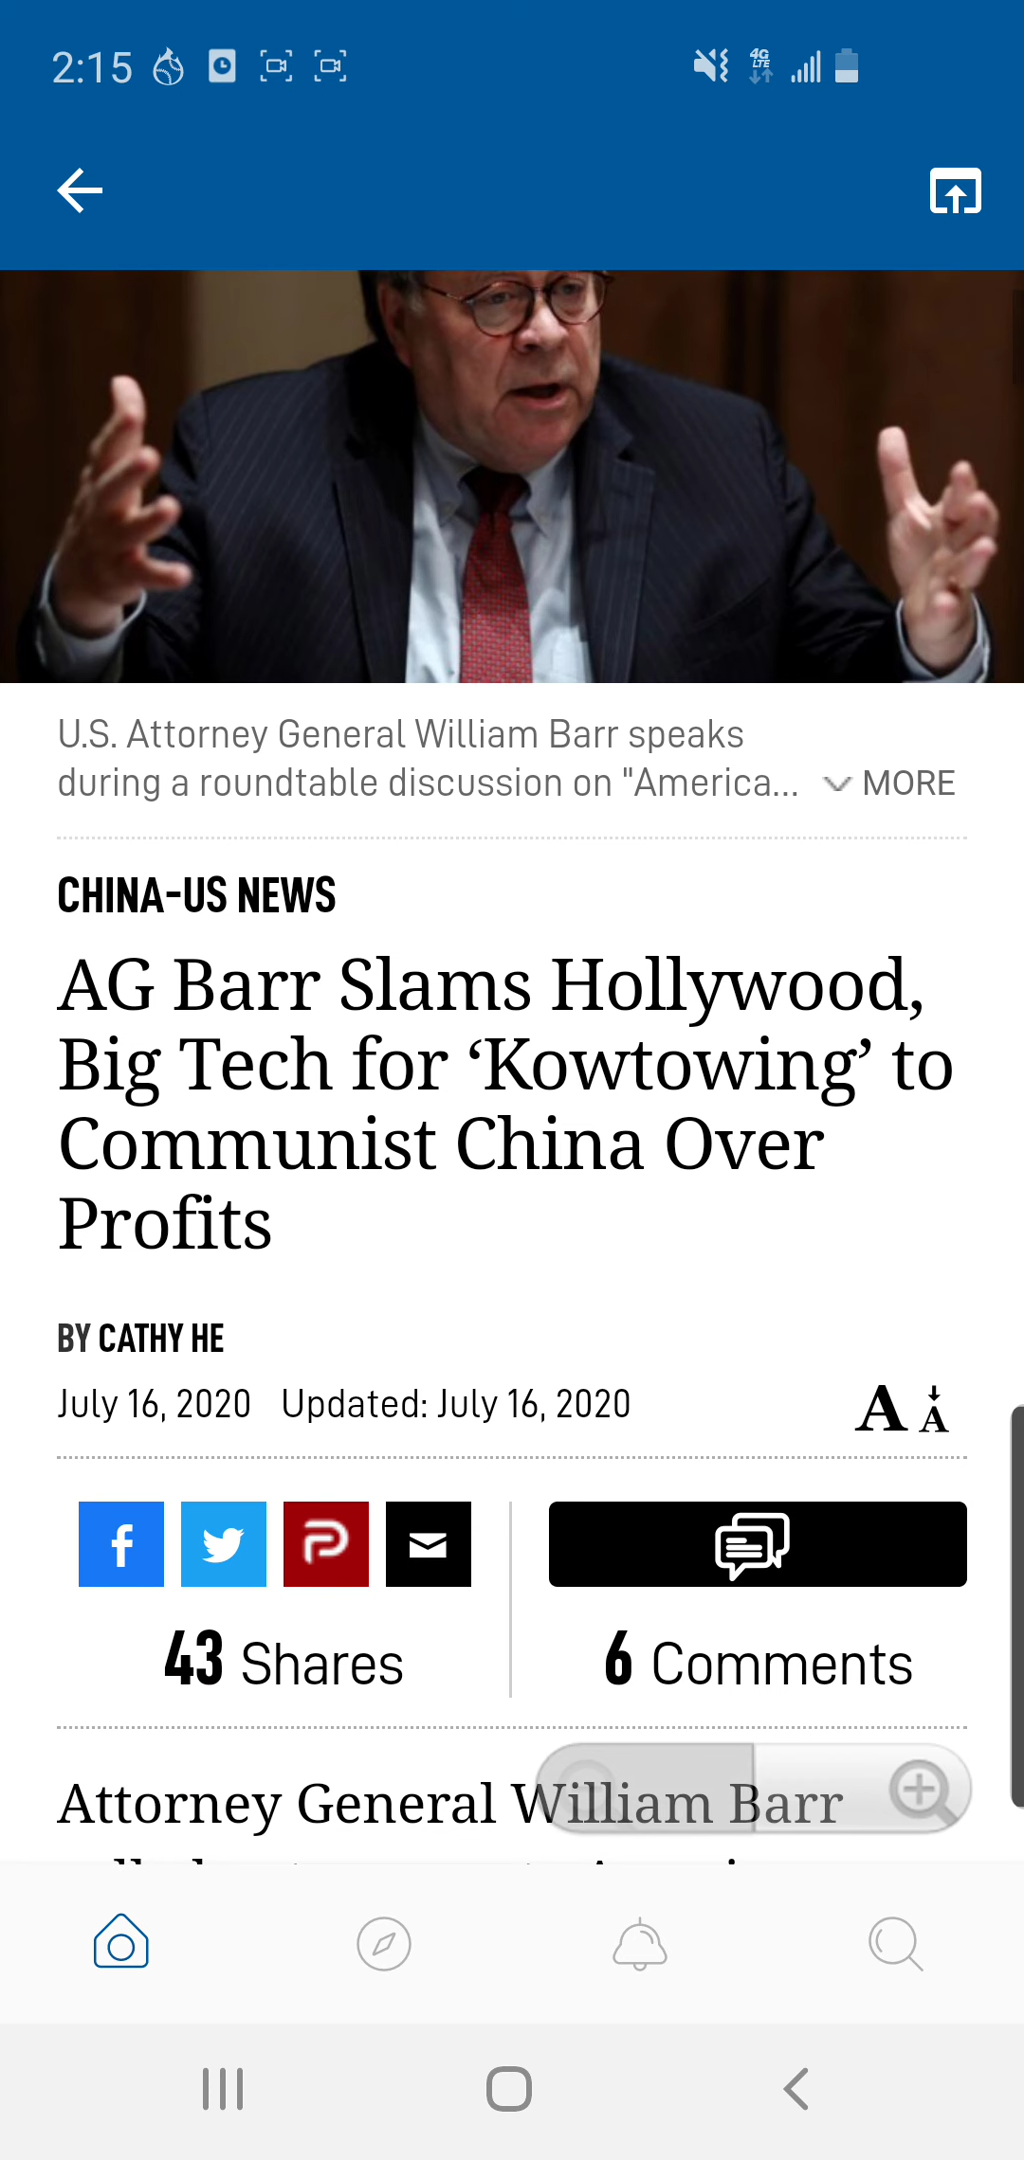 2:15
4G
LTE
U.S. Attorney General William Barr speaks
during a roundtable discussion on "America... MORE
CHINA-US NEWS
AG Barr Slams Hollywood,
Big Tech for ‘Kowtowing’ to
Communist China Over
Profits
BY CATHY HE
July 16, 2020 Updated: July 16, 2020
A A
43 Shares
6 Comments
Attorney General William Barr